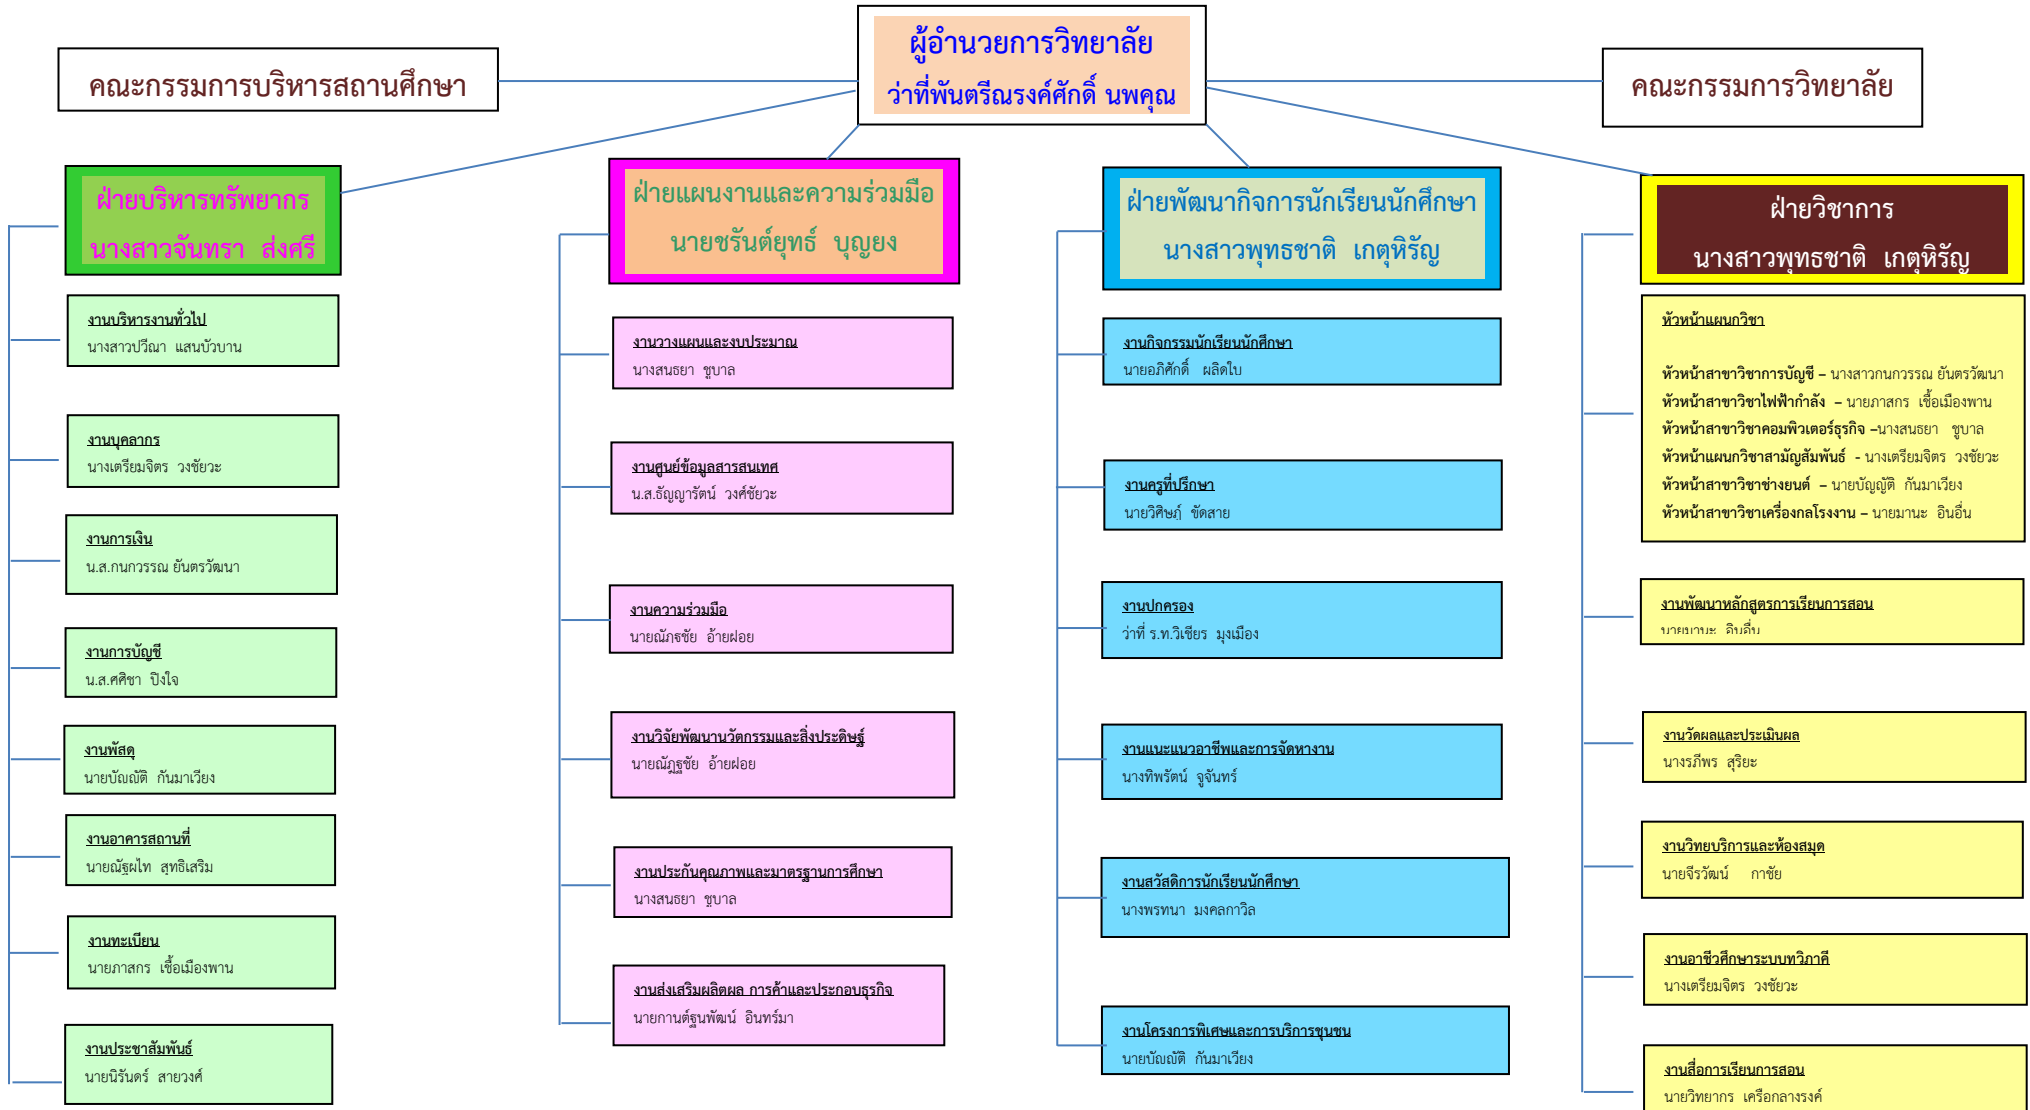 ผู้อำนวยการวิทยาลัย
ว่าที่พันตรีณรงค์ศักดิ์ นพคุณ
คณะกรรมการบริหารสถานศึกษา
คณะกรรมการวิทยาลัย
ฝ่ายบริหารทรัพยากร
นางสาวจันทรา ส่งศรี
งานบริหารงานทั่วไป
นางสาวปวีณา แสนบัวบาน
งานบุคลากร
นางเตรียมจิตร วงชัยวะ
งานการเงิน
น.ส.กนกวรรณ ยันตรวัฒนา
งานการบัญชี
น.ส.ศศิชา ปิงใจ
งานพัสดุ
นายบัญญัติ กันมาเวียง
งานอาคารสถานที่
นายณัฐผไท สุทธิเสริม
งานทะเบียน
นายภาสกร เชื้อเมืองพาน
งานประชาสัมพันธ์
นายนิรันดร์ สายวงศ์
ฝ่ายแผนงานและความร่วมมือ
นายชรันต์ยุทธ์ บุญยง
งานวางแผนและงบประมาณ
นางสนธยา ชูบาล
งานศูนย์ข้อมูลสารสนเทศ
น.ส.ธัญญารัตน์ วงศ์ชัยวะ
งานความร่วมมือ
นายณัฏฐชัย อ้ายฝอย
งานวิจัยพัฒนานวัตกรรมและสิ่งประดิษฐ์
นายณัฏฐชัย อ้ายฝอย
งานประกันคุณภาพและมาตรฐานการศึกษา
นางสนธยา ชูบาล
งานส่งเสริมผลิตผล การค้าและประกอบธุรกิจ
นายกานต์ฐนพัฒน์ อินทร์มา
ฝ่ายพัฒนากิจการนักเรียนนักศึกษา
นางสาวพุทธชาติ เกตุหิรัญ
งานกิจกรรมนักเรียนนักศึกษา
นายอภิศักดิ์ ผลิดใบ
งานครูที่ปรึกษา
นายวิศิษฎ์ ขัดสาย
งานปกครอง
ว่าที่ ร.ท.วิเชียร มุงเมือง
งานแนะแนวอาชีพและการจัดหางาน
นางทิพรัตน์ จูจันทร์
งานสวัสดิการนักเรียนนักศึกษา
นางพรทนา มงคลกาวิล
งานโครงการพิเศษและการบริการชุนชน
นายบัญญัติ กันมาเวียง
ฝ่ายวิชาการ
นางสาวพุทธชาติ เกตุหิรัญ
หัวหน้าแผนกวิชา
หัวหน้าสาขาวิชาการบัญชี – นางสาวกนกวรรณ ยันตรวัฒนา
หัวหน้าสาขาวิชาไฟฟ้ากำลัง – นายภาสกร เชื้อเมืองพาน
หัวหน้าสาขาวิชาคอมพิวเตอร์ธุรกิจ –นางสนธยา ชูบาล
หัวหน้าแผนกวิชาสามัญสัมพันธ์ - นางเตรียมจิตร วงชัยวะ
หัวหน้าสาขาวิชาช่างยนต์ – นายบัญญัติ กันมาเวียง
หัวหน้าสาขาวิชาเครื่องกลโรงงาน – นายมานะ อินอื่น
งานพัฒนาหลักสูตรการเรียนการสอน
นายมานะ อินอื่น
งานวัดผลและประเมินผล
นางรภีพร สุริยะ
งานวิทยบริการและห้องสมุด
นายจีรวัฒน์ กาชัย
งานอาชีวศึกษาระบบทวิภาคี
นางเตรียมจิตร วงชัยวะ
งานสื่อการเรียนการสอน
นายวิทยากร เครือกลางรงค์